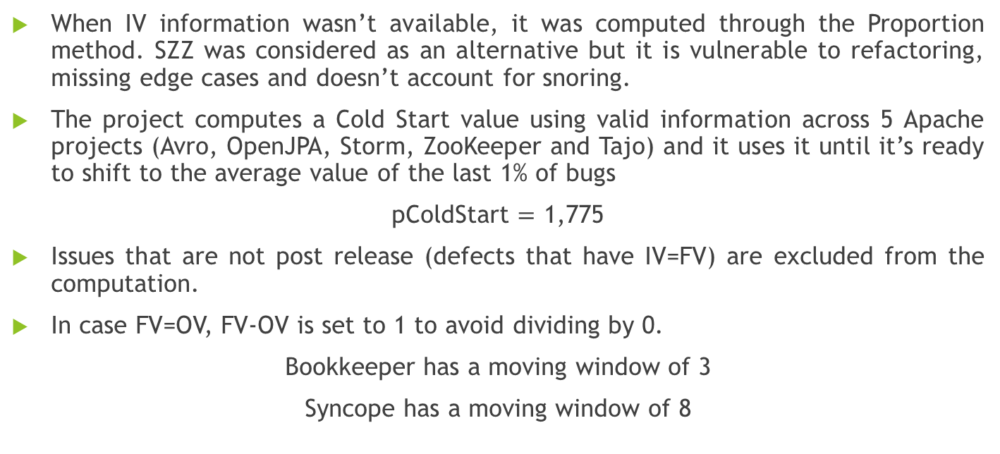 When IV information wasn’t available, it was computed through the Proportion
method. SZZ was considered as an alternative but it is vulnerable to refactoring,
missing edge cases and doesn’t account for snoring.
The project computes a Cold Start value using valid information across 5 Apache
projects (Avro, OpenJPA, Storm, ZooKeeper and Tajo) and it uses it until it’s ready
to shift to the average value of the last 1% of bugs
pColdStart = 1,775
Issues that are not post release (defects that have IV=FV) are excluded from the
computation.
In case FV=OV, FV-OV is set to 1 to avoid dividing by 0.
Bookkeeper has a moving window of 3
Syncope has a moving window of 8